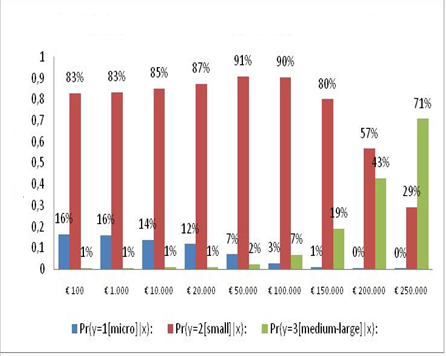 1
0,9
0,8
0,7
0,6
0,5
0,4
0,3
0,2
0,1
0
83% 83% 85% 87% 91% 90% 80% 57% 71%
16% 16% 14% 12% 7% 3% 1% 0% 0%
1% 1% 1% 1% 2% 7% 19% 43% 29%
€ 100 € 1.000 € 10.000 € 20.000 € 50.000 € 100.000 € 150.000 € 200.000 € 250.000
Pr(y=1[micro]|x): Pr(y=2[small]|x): Pr(y=3[medium-large]|x):